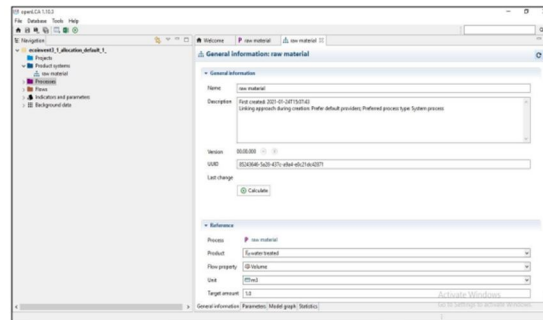 openLCA 1.10.3
File Database Tools Help
Navigation
ecoinvent3_1_allocation_default_1_
Projects
Product systems
raw material
Processes
Flows
Indicators and parameters
Background data
Welcome
raw material
raw material
General information: raw material
General information
Name raw material
Description First created: 2021-01-24T15:07:43
Linking approach during creation: Prefer default providers; Preferred process type: System process
Version 00.00.000
UUID
Last change
Calculate
Reference
Process raw material
Product water treated
Flow property Volume
Unit m3
Target amount 1.0
Activate Windows
Go to Settings to activate Windows.
General information Parameters Model graph Statistics